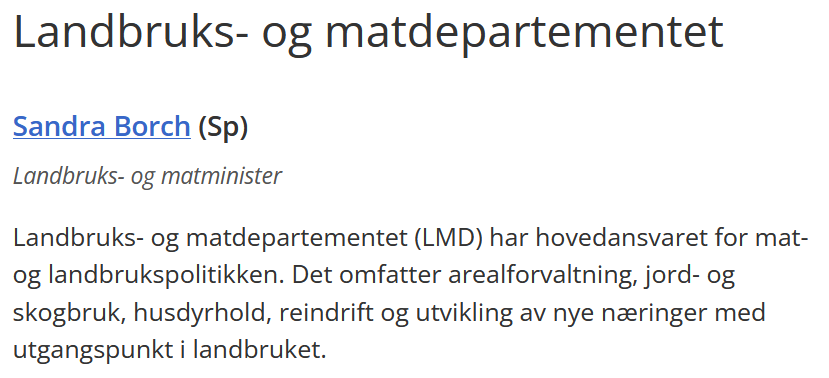 Landbruks- og matdepartementet
Sandra Borch (Sp)
Landbruks- og matminister
Landbruks- og matdepartementet (LMD) har hovedansvaret for mat-
og landbrukspolitikken. Det omfatter arealforvaltning, jord- og
skogbruk, husdyrhold, reindrift og utvikling av nye næringer med
utgangspunkt i landbruket.